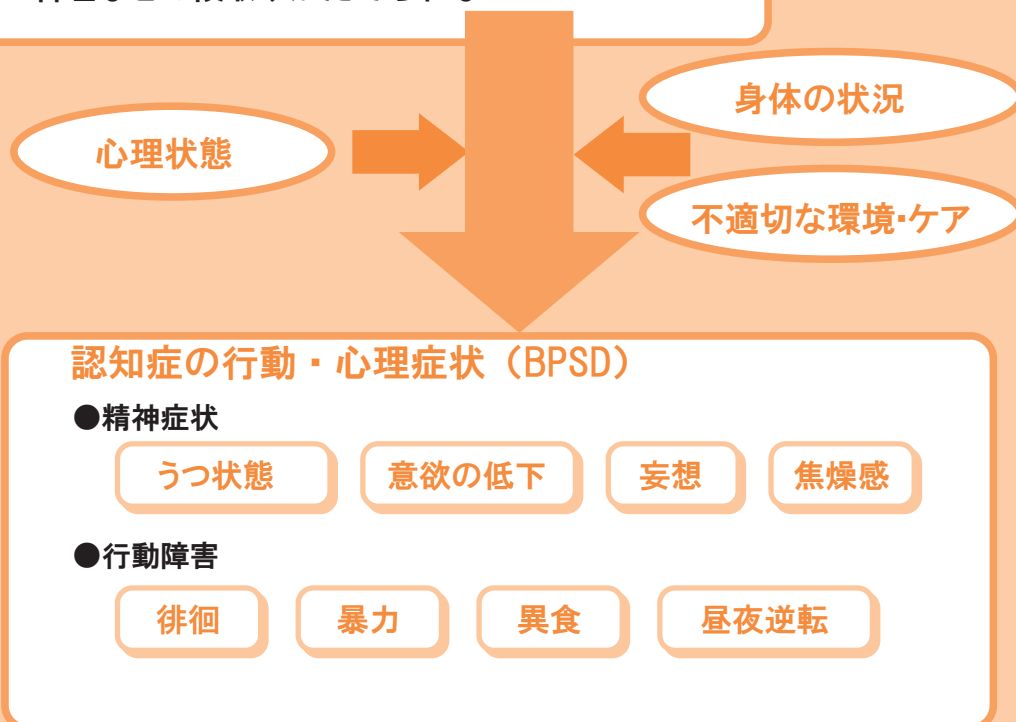 心理状態
身体の状況
不適切な環境・ケア
認知症の行動・心理症状（BPSD）
●精神症状
うつ状態 意欲の低下 妄想 焦燥感
●行動障害
徘徊 暴力 異食 昼夜逆転